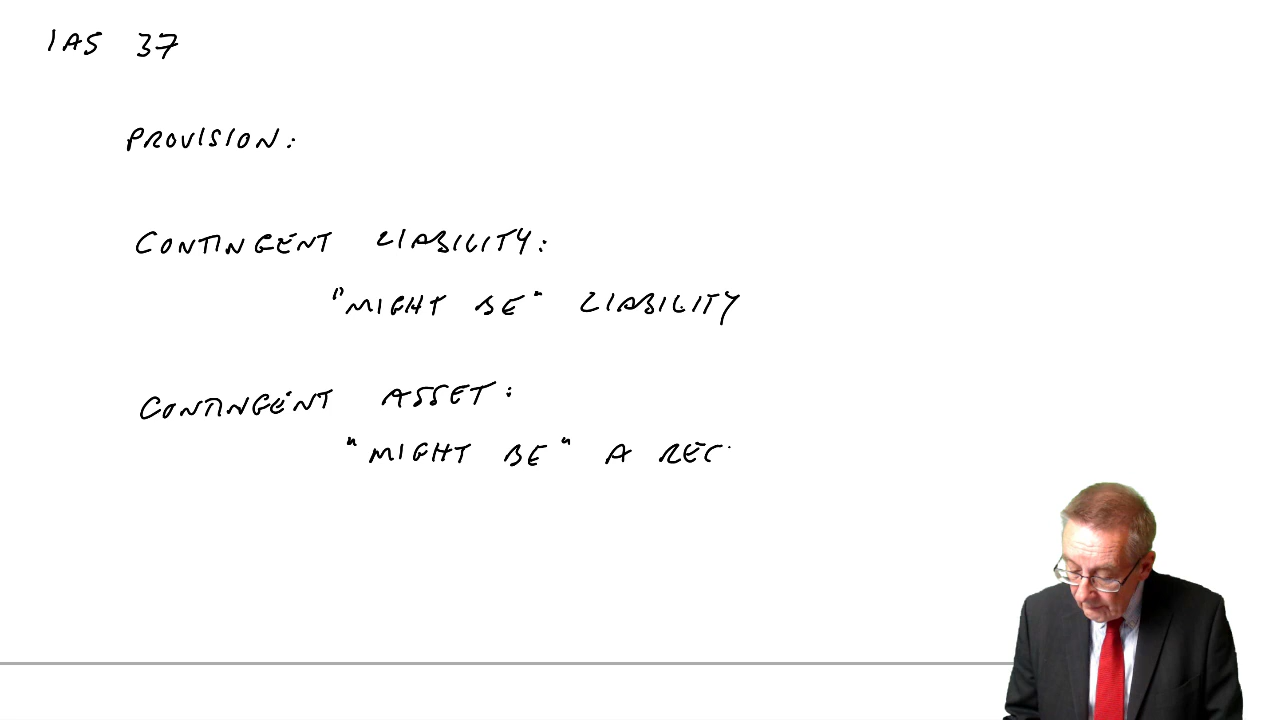 IAS 37
PROVISION:
CONTINGENT LIABILITY:
"MIGHT BE" LIABILITY
CONTINGENT ASSET:
"MIGHT BE" A REC